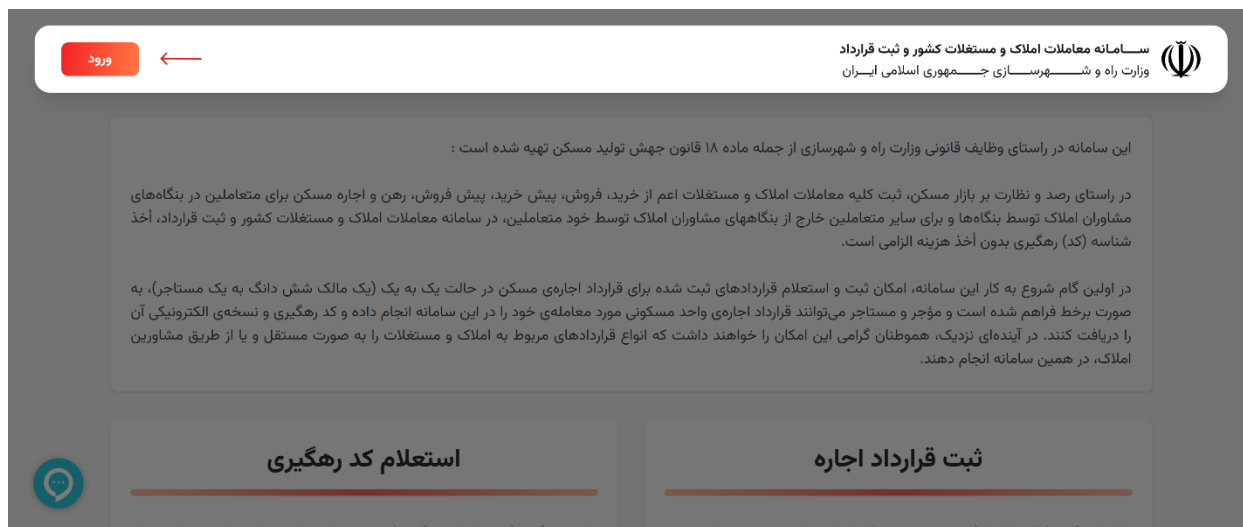 ســـامـانه معاملات املاک و مستغلات کشور و ثبت قرارداد
وزارت راه و شــــــهرســــازی جـــــمهوری اسلامی ایـــران
ورود
این سامانه در راستای وظایف قانونی وزارت راه و شهرسازی از جمله ماده ۱۸ قانون جهش تولید مسکن تهیه شده است :
در راستای رصد و نظارت بر بازار مسکن، ثبت کلیه معاملات املاک و مستغلات اعم از خرید، فروش، پیش خرید، پیش فروش، رهن و اجاره مسکن برای متعاملین در بنگاه‌های
مشاوران املاک توسط بنگاه‌ها و برای سایر متعاملین خارج از بنگاههای مشاوران املاک توسط خود متعاملین، در سامانه معاملات املاک و مستغلات کشور و ثبت قرارداد، أخذ
شناسه (کد) رهگیری بدون أخذ هزینه الزامی است.
در اولین گام شروع به کار این سامانه، امکان ثبت و استعلام قراردادهای ثبت شده برای قرارداد اجاره‌ی مسکن در حالت یک به یک (یک مالک شش دانگ به یک مستاجر)، به
صورت برخط فراهم شده است و مؤجر و مستاجر می‌توانند قرارداد اجاره‌ی واحد مسکونی مورد معامله‌ی خود را در این سامانه انجام داده و کد رهگیری و نسخه‌ی الکترونیکی آن
را دریافت کنند. در آینده‌ای نزدیک، هموطنان گرامی این امکان را خواهند داشت که انواع قراردادهای مربوط به املاک و مستغلات را به صورت مستقل و یا از طریق مشاورین
املاک، در همین سامانه انجام دهند.
ثبت قرارداد اجاره
استعلام کد رهگیری